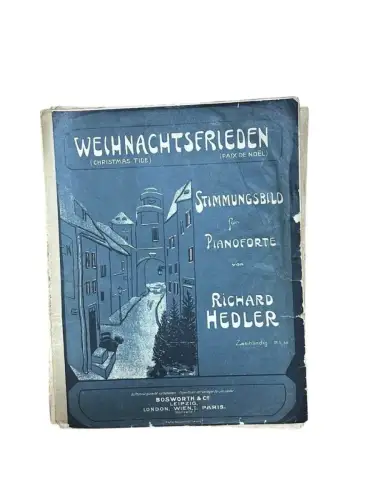 WEIHNACHTSFRIEDEN
(CHRISTMAS TIDE) (PAIX DE NOËL)
STIMMUNGSBILD
für
PIANOFORTE
von
RICHARD
HEDLER
BOSWORTH & Co
LEIPZIG
LONDON, WIEN, I. PARIS.